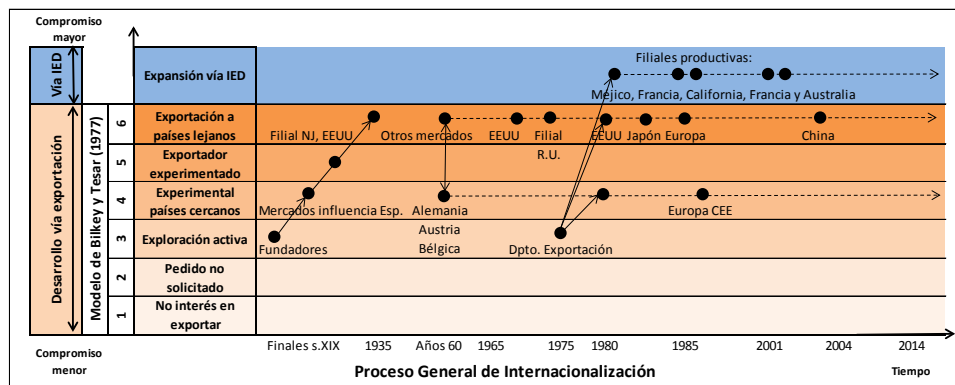 Compromiso
mayor
Vía IED
Expansión vía IED
Filiales productivas:
Méjico, Francia, California, Francia y Australia
Desarrollo vía exportación
Modelo de Bilkey y Tesar (1977)
6
Exportación a
países lejanos
Filial NJ, EEUU
Otros mercados
EEUU
Filial
R.U.
EEUU
Japón
Europa
China
5
Exportador
experimentado
4
Experimental
países cercanos
Mercados influencia Esp.
Alemania
Austria
Bélgica
Europa CEE
3
Exploración activa
Fundadores
Dpto. Exportación
2
Pedido no
solicitado
1
No interés en
exportar
Finales s.XIX
1935
Años 60
1965
1975
1980
1985
2001
2004
2014
Compromiso
menor
Proceso General de Internacionalización
Tiempo